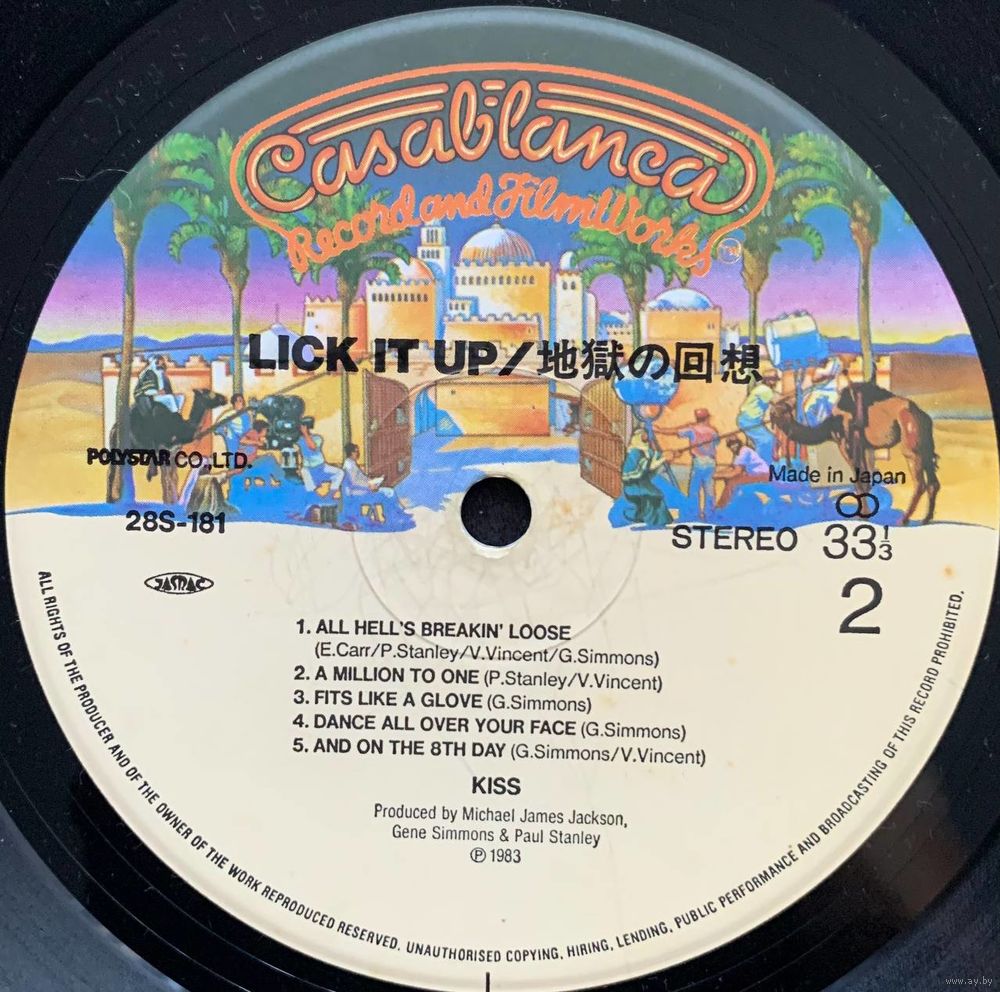 Casablanca
Record and FilmWorks
TM
LICK IT UP/地獄の回想
POLYSTAR CO.,LTD.
Made in Japan
28S-181
STEREO 33⅓
JASRAC
2
1. ALL HELL'S BREAKIN' LOOSE
(E.Carr/P.Stanley/V.Vincent/G.Simmons)
2. A MILLION TO ONE (P.Stanley/V.Vincent)
3. FITS LIKE A GLOVE (G.Simmons)
4. DANCE ALL OVER YOUR FACE (G.Simmons)
5. AND ON THE 8TH DAY (G.Simmons/V.Vincent)
KISS
Produced by Michael James Jackson,
Gene Simmons & Paul Stanley
Ⓟ 1983
ALL RIGHTS OF THE PRODUCER AND OF THE OWNER OF THE WORK REPRODUCED RESERVED. UNAUTHORISED COPYING, HIRING, LENDING, PUBLIC PERFORMANCE AND BROADCASTING OF THIS RECORD PROHIBITED.
www.ay.by